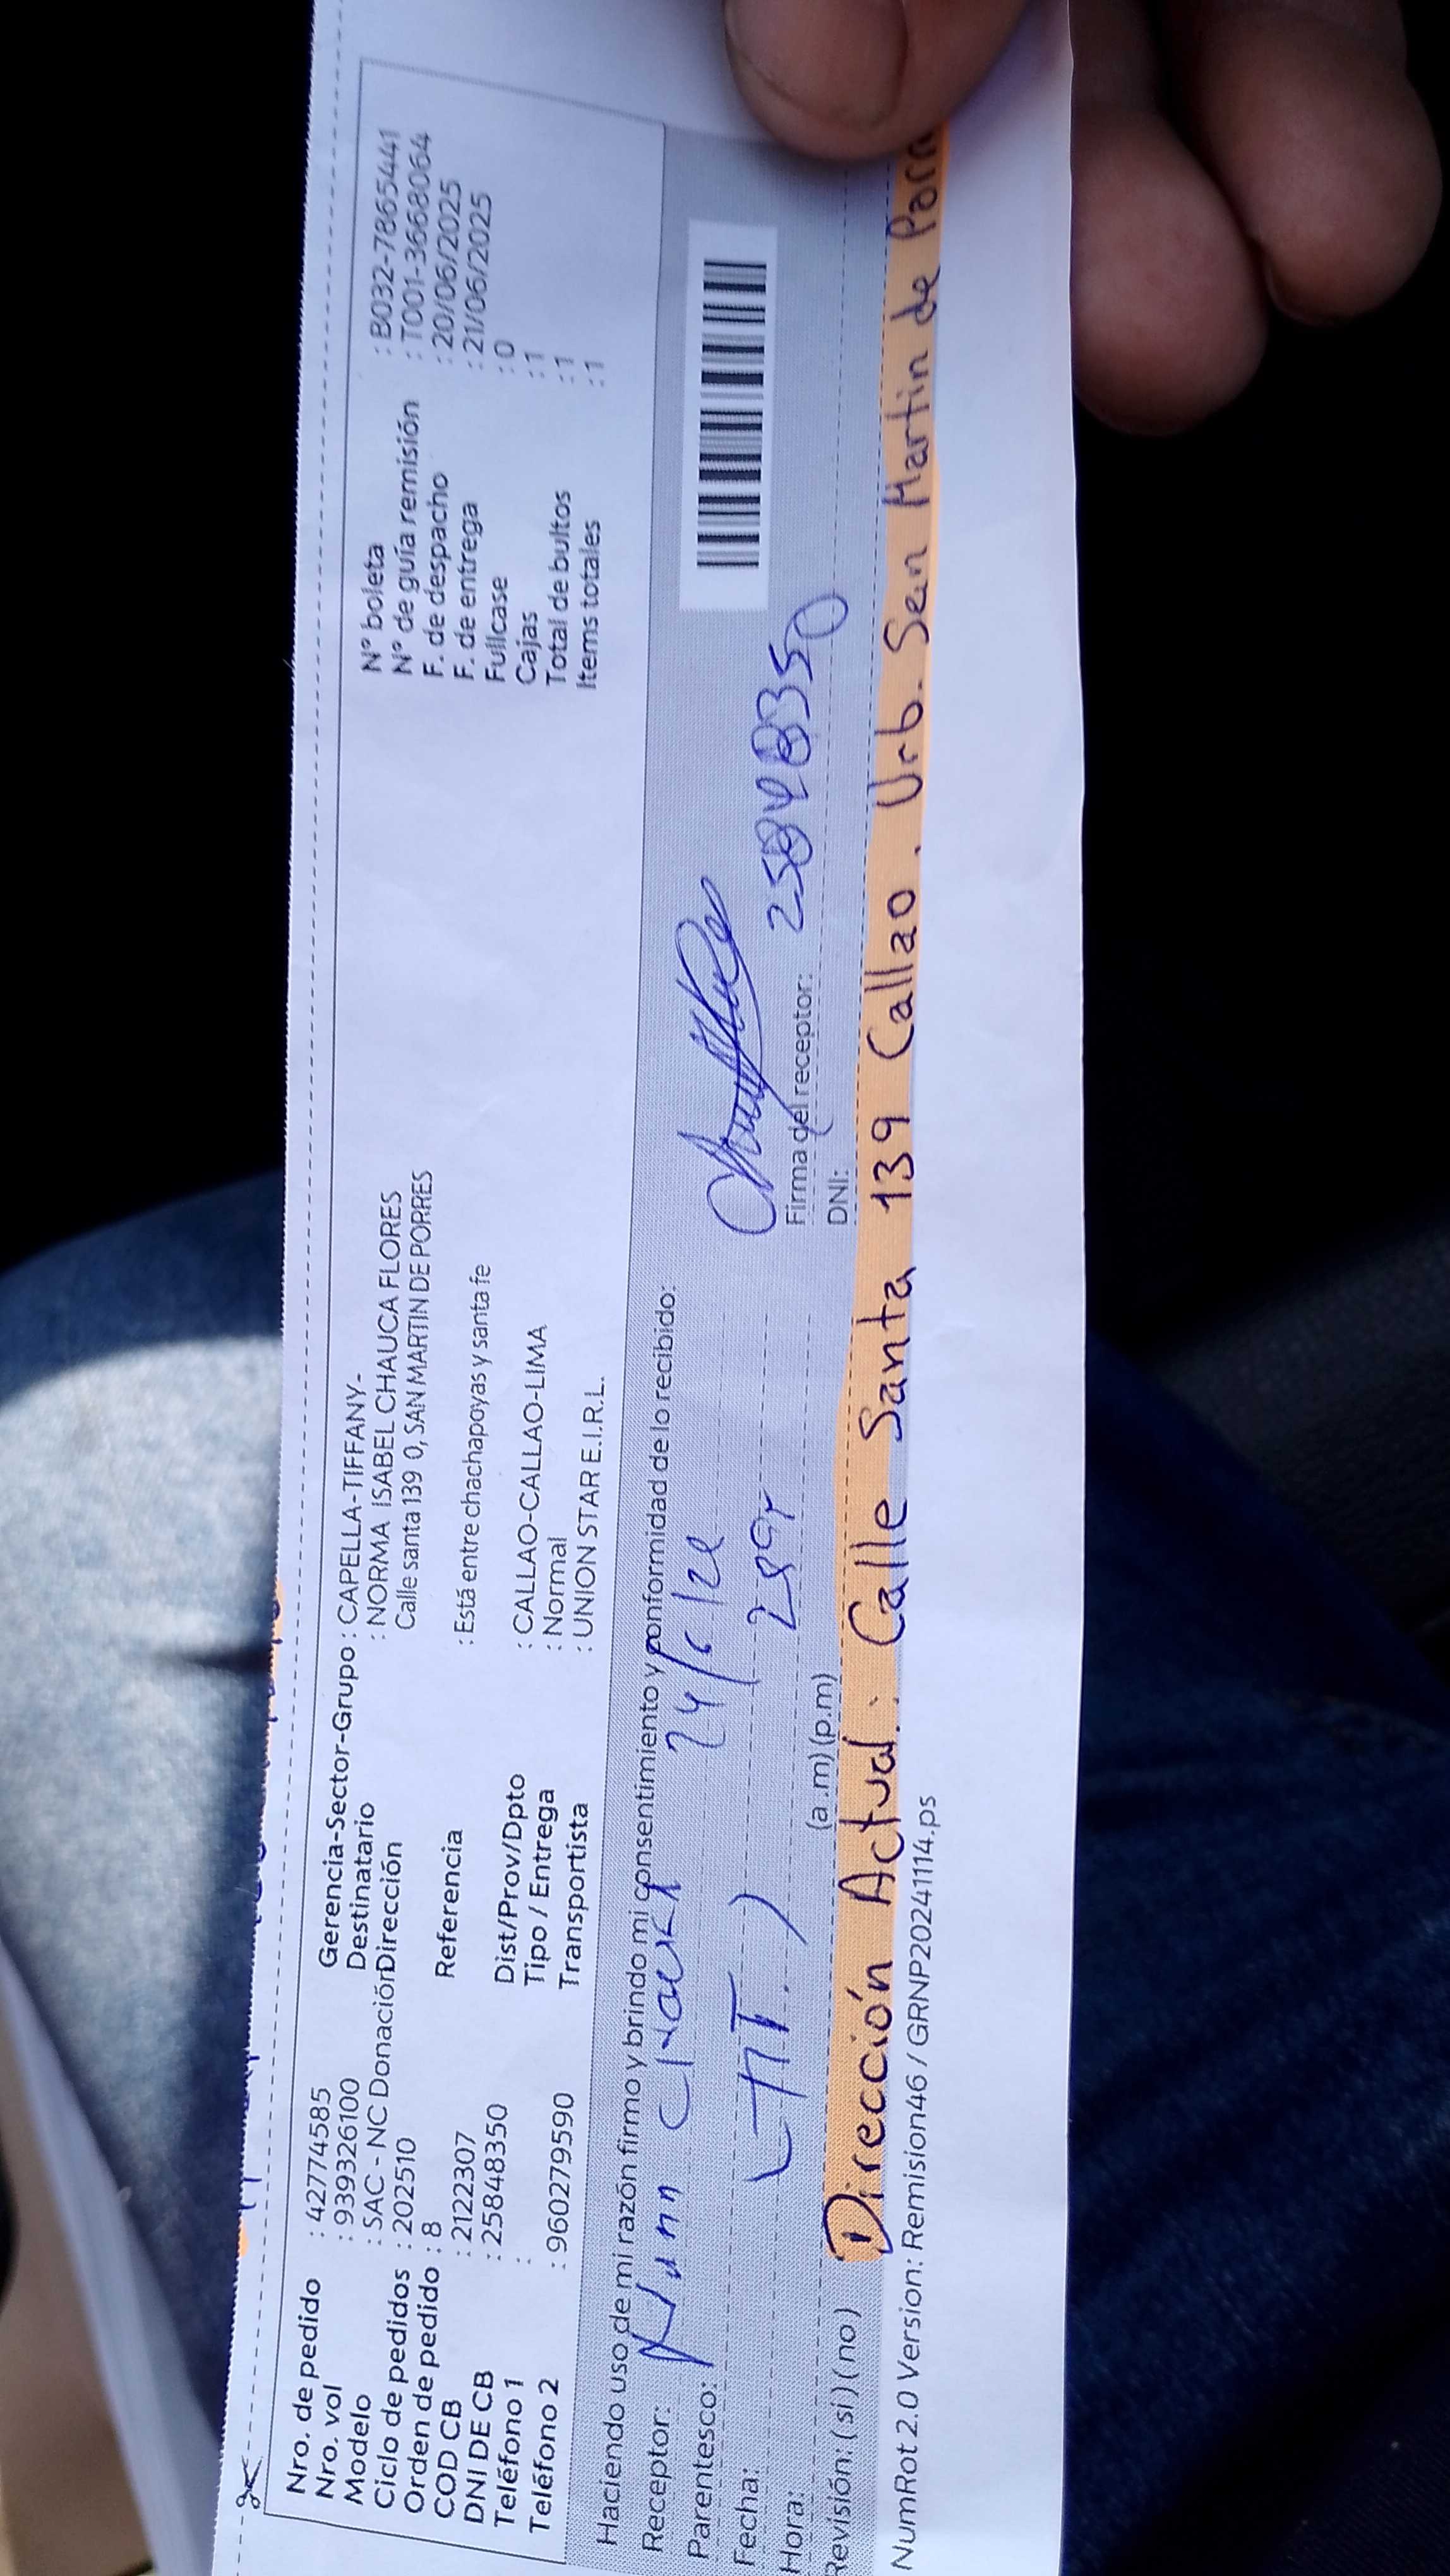 Nro. de pedido : 42774585
Nro. vol : 939326100
Modelo : SAC - NC Donación
Ciclo de pedidos : 202510
Orden de pedido : 8
COD CB : 2122307
DNI DE CB : 25848350
Teléfono 1 :
Teléfono 2 : 960279590
Gerencia-Sector-Grupo : CAPELLA-TIFFANY-
Destinatario : NORMA ISABEL CHAUCA FLORES
Dirección Calle santa 139 0, SAN MARTIN DE PORRES
Referencia : Está entre chachapoyas y santa fe
Dist/Prov/Dpto : CALLAO-CALLAO-LIMA
Tipo / Entrega : Normal
Transportista : UNION STAR E.I.R.L.
N° boleta : B032-7865441
N° de guía remisión : T001-3668064
F. de despacho : 20/06/2025
F. de entrega : 21/06/2025
Fullcase : 0
Cajas : 1
Total de bultos : 1
Items totales : 1
Haciendo uso de mi razón firmo y brindo mi consentimiento y conformidad de lo recibido:
Receptor:
Parentesco:
Fecha:
Hora: (a.m) (p.m)
Revisión: (si) (no)
(TIT.)
25848350
Firma del receptor:
DNI:
Dirección Actual: Calle Santa 139 Callao. Urb. San Martin de Porr
NumRot 2.0 Version: Remision46 / GRNP20241114.ps